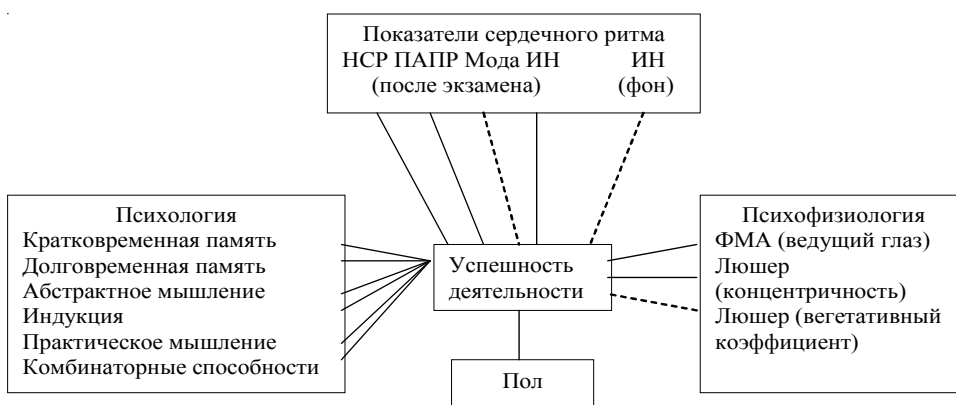 Показатели сердечного ритма
НСР ПАПР Мода ИН ИН
(после экзамена) (фон)
Психология
Кратковременная память
Долговременная память
Абстрактное мышление
Индукция
Практическое мышление
Комбинаторные способности
Успешность
деятельности
Психофизиология
ФМА (ведущий глаз)
Люшер
(концентричность)
Люшер (вегетативный
коэффициент)
Пол